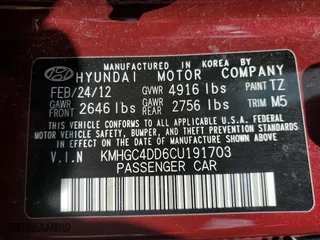 MANUFACTURED IN KOREA BY
HYUNDAI MOTOR COMPANY
FEB/24/12 GVWR 4916 lbs PAINT TZ
GAWR FRONT 2646 lbs GAWR REAR 2756 lbs TRIM M5
THIS VEHICLE CONFORMS TO ALL APPLICABLE U.S. FEDERAL MOTOR
VEHICLE SAFETY, BUMPER, AND THEFT PREVENTION STANDARDS
IN EFFECT ON THE DATE OF MANUFACTURE SHOWN ABOVE.
V.I.N KMHGC4DD6CU191703
PASSENGER CAR